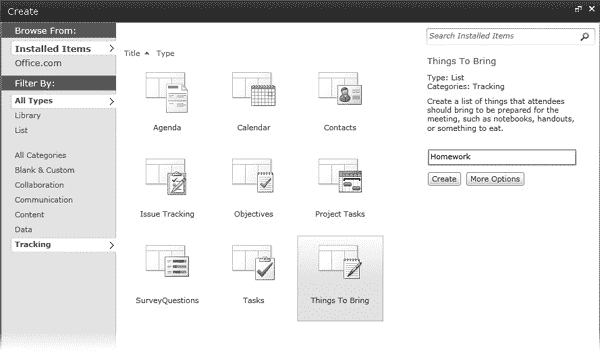 Create
Browse From:
Installed Items
Office.com
Filter By:
All Types
Library
List
All Categories
Blank & Custom
Collaboration
Communication
Content
Data
Tracking
Title Type
Agenda Calendar Contacts
Issue Tracking Objectives Project Tasks
SurveyQuestions Tasks Things To Bring
Search Installed Items
Things To Bring
Type: List
Categories: Tracking
Create a list of things that attendees
should bring to be prepared for the
meeting, such as notebooks, handouts,
or something to eat.
Homework
Create More Options